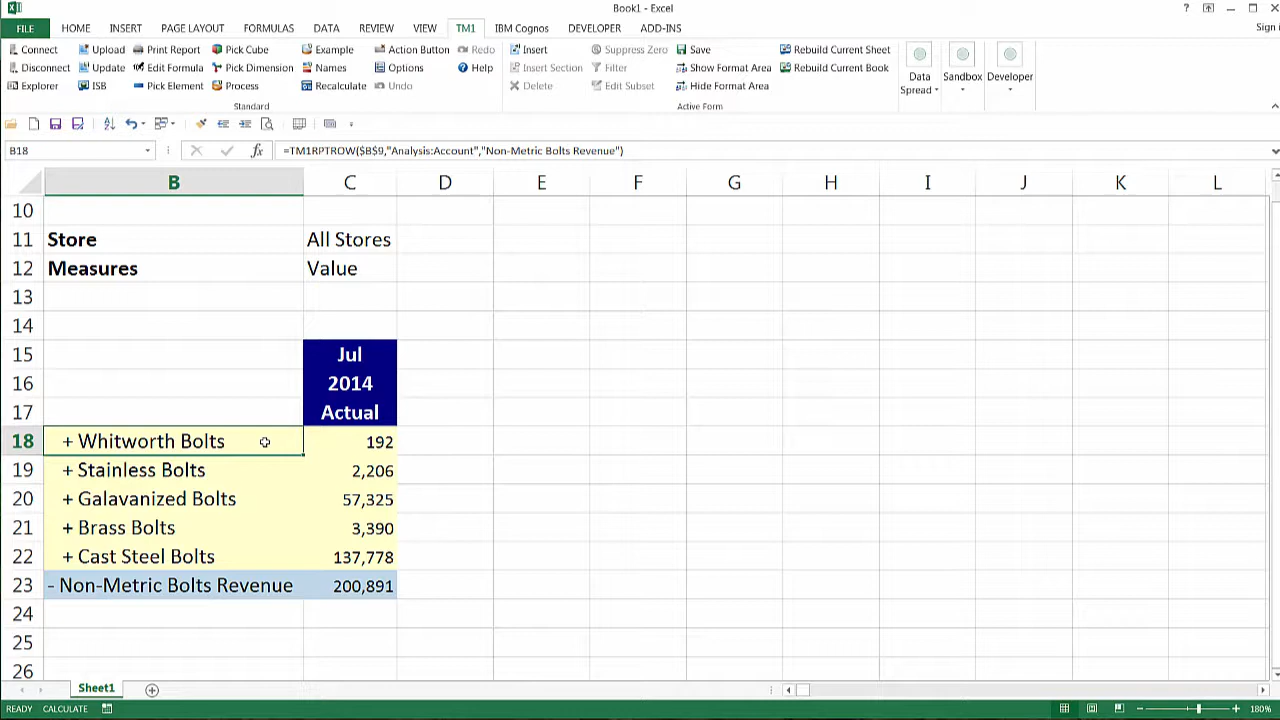 Book1 - Excel
?
Sign i
FILE HOME INSERT PAGE LAYOUT FORMULAS DATA REVIEW VIEW TM1 IBM Cognos DEVELOPER ADD-INS
Connect Upload Print Report Pick Cube Example Action Button Redo Insert Suppress Zero Save Rebuild Current Sheet
Disconnect Update Edit Formula Pick Dimension Names Options Help Insert Section Filter Show Format Area Rebuild Current Book
Explorer ISB Pick Element Process Recalculate Undo Delete Edit Subset Hide Format Area
Data Spread Sandbox Developer
Standard Active Form
B18 fx =TM1RPTROW($B$9,"Analysis:Account","Non-Metric Bolts Revenue")
B C D E F G H I J K L
10
11 Store All Stores
12 Measures Value
13
14
15 Jul
16 2014
17 Actual
18 + Whitworth Bolts 192
19 + Stainless Bolts 2,206
20 + Galavanized Bolts 57,325
21 + Brass Bolts 3,390
22 + Cast Steel Bolts 137,778
23 - Non-Metric Bolts Revenue 200,891
24
25
26
Sheet1
READY CALCULATE 180%